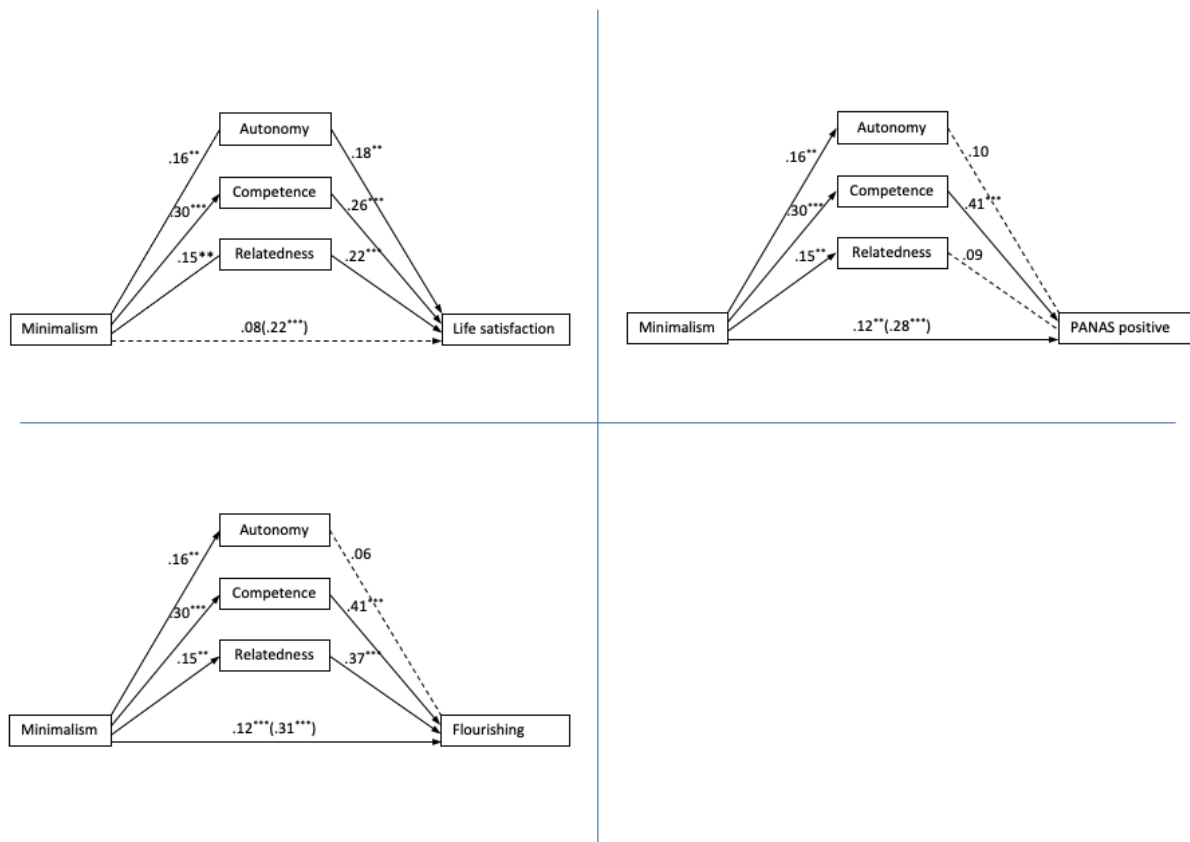 Autonomy
.16**
.18**
Competence
.30***
.26***
Relatedness
.15**
.22***
Minimalism
.08(.22***)
Life satisfaction
Autonomy
.16**
.10
Competence
.30***
.41***
Relatedness
.15**
.09
Minimalism
.12**(.28***)
PANAS positive
Autonomy
.16**
.06
Competence
.30***
.41***
Relatedness
.15**
.37***
Minimalism
.12***(.31***)
Flourishing